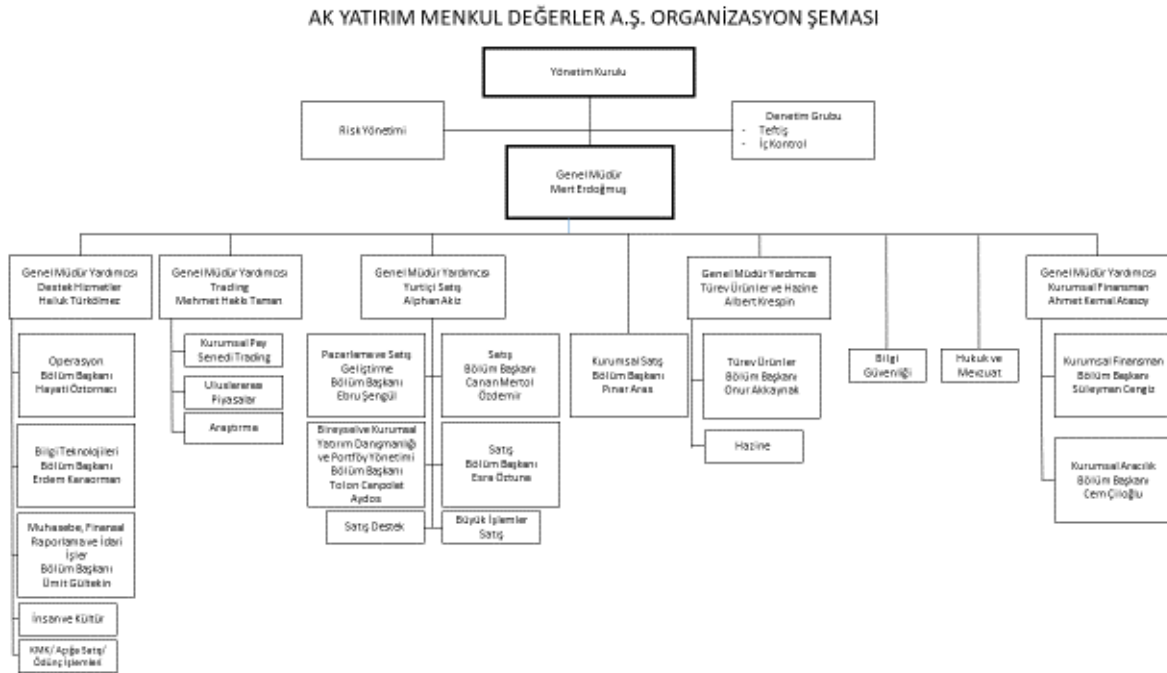 AK YATIRIM MENKUL DEĞERLER A.Ş. ORGANİZASYON ŞEMASI
Yönetim Kurulu
Risk Yönetimi
Denetim Grubu
- Teftiş
- İç Kontrol
Genel Müdür
Mert Erdoğmuş
Genel Müdür Yardımcısı
Destek Hizmetler
Haluk Türkölmez
Genel Müdür Yardımcısı
Trading
Mehmet Hakkı Taman
Genel Müdür Yardımcısı
Yurtiçi Satış
Alphan Akiz
Genel Müdür Yardımcısı
Türev Ürünler ve Hazine
Albert Krespin
Genel Müdür Yardımcısı
Kurumsal Finansman
Ahmet Kemal Atasoy
Operasyon
Bölüm Başkanı
Hayati Öztornacı
Bilgi Teknolojileri
Bölüm Başkanı
Erdem Karaorman
Muhasebe, Finansal
Raporlama ve İdari
İşler
Bölüm Başkanı
Ümit Gültekin
İnsan ve Kültür
KMK/ Açığa Satış/
Ödünç İşlemleri
Kurumsal Pay
Senedi Trading
Uluslararası
Piyasalar
Araştırma
Pazarlama ve Satış
Geliştirme
Bölüm Başkanı
Ebru Şengül
Bireysel ve Kurumsal
Yatırım Danışmanlığı
ve Portföy Yönetimi
Bölüm Başkanı
Tolon Canpolat
Aydos
Satış Destek
Satış
Bölüm Başkanı
Canan Mertol
Özdemir
Satış
Bölüm Başkanı
Esra Öztuna
Büyük İşlemler
Satış
Kurumsal Satış
Bölüm Başkanı
Pınar Aras
Türev Ürünler
Bölüm Başkanı
Onur Akkaynak
Hazine
Bilgi
Güvenliği
Hukuk ve
Mevzuat
Kurumsal Finansman
Bölüm Başkanı
Süleyman Cengiz
Kurumsal Aracılık
Bölüm Başkanı
Cem Çiloğlu